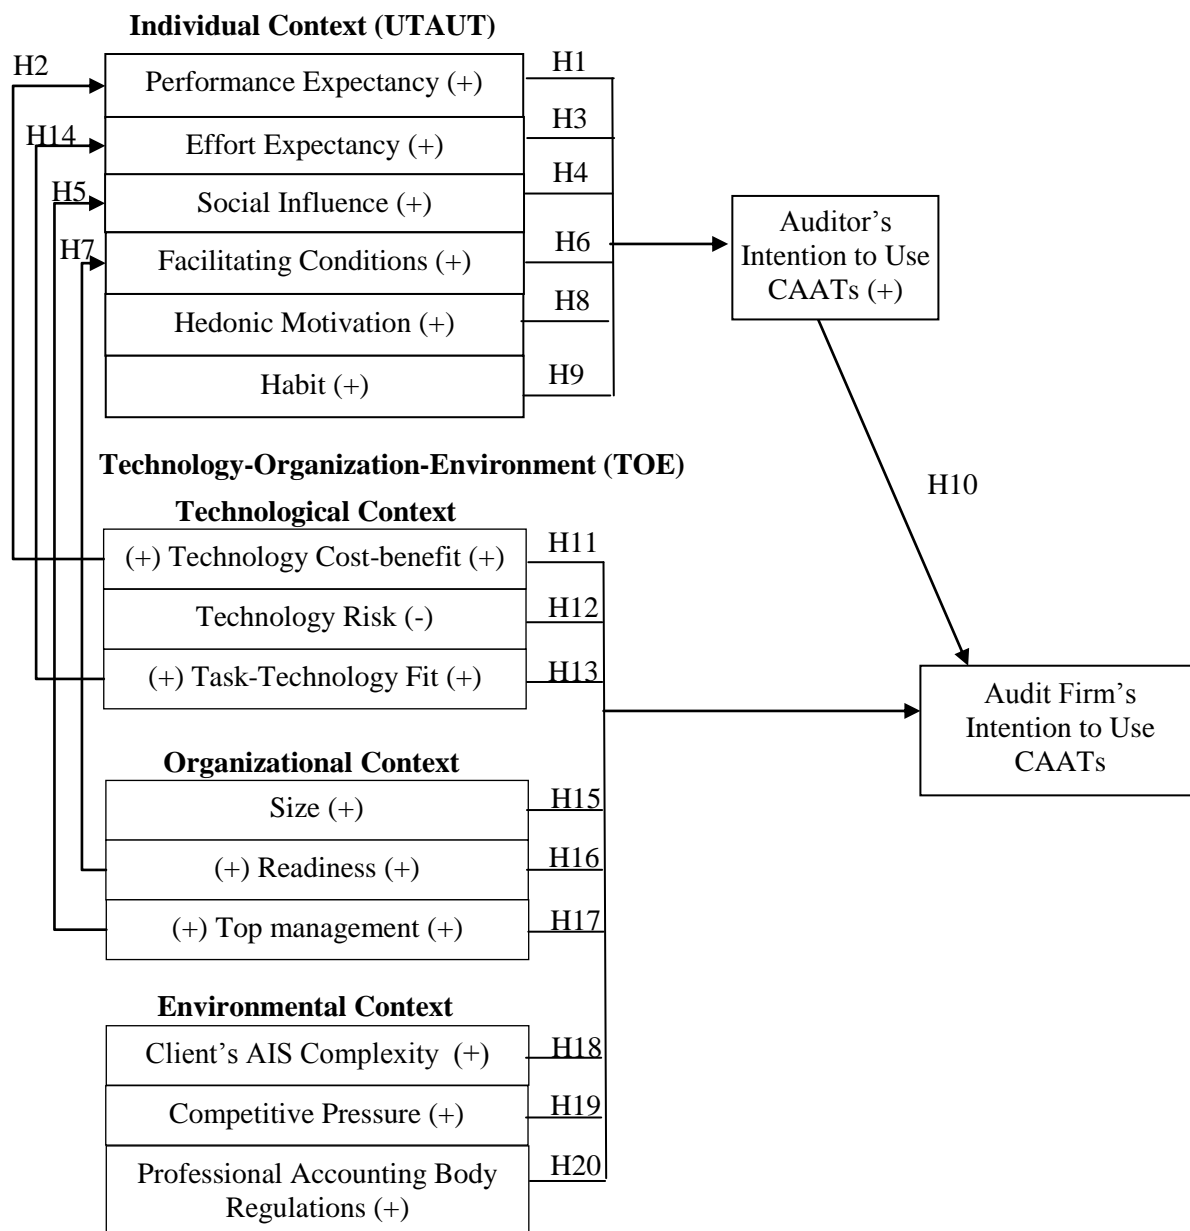 Individual Context (UTAUT)
H2
Performance Expectancy (+)
H1
H14
Effort Expectancy (+)
H3
H5
Social Influence (+)
H4
H7
Facilitating Conditions (+)
H6
Hedonic Motivation (+)
H8
Habit (+)
H9
Auditor’s
Intention to Use
CAATs (+)
H10
Technology-Organization-Environment (TOE)
Technological Context
(+) Technology Cost-benefit (+)
H11
Technology Risk (-)
H12
(+) Task-Technology Fit (+)
H13
Audit Firm’s
Intention to Use
CAATs
Organizational Context
Size (+)
H15
(+) Readiness (+)
H16
(+) Top management (+)
H17
Environmental Context
Client’s AIS Complexity (+)
H18
Competitive Pressure (+)
H19
Professional Accounting Body
Regulations (+)
H20